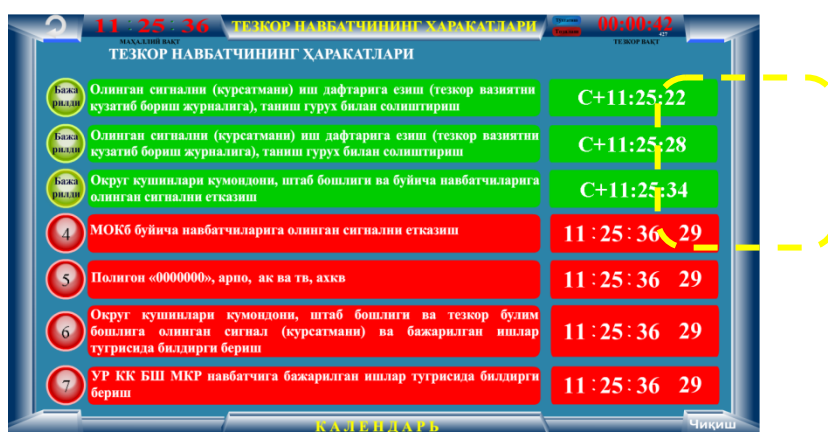 11:25:36
МАҲАЛЛИЙ ВАҚТ
ТЕЗКОР НАВБАТЧИНИНГ ҲАРАКАТЛАРИ
00:00:42
427
ТЕЗКОР ВАҚТ
ТЕЗКОР НАВБАТЧИНИНГ ҲАРАКАТЛАРИ
Бажа
рилди
Олинган сигнални (курсатмани) иш дафтарига езиш (тезкор вазиятни
кузатиб бориш журналига), таниш гурух билан солиштириш
С+11:25:22
Бажа
рилди
Олинган сигнални (курсатмани) иш дафтарига езиш (тезкор вазиятни
кузатиб бориш журналига), таниш гурух билан солиштириш
С+11:25:28
Бажа
рилди
Округ кушинлари кумондони, штаб бошлиги ва буйича навбатчиларига
олинган сигнални етказиш
С+11:25:34
4
МОКб буйича навбатчиларига олинган сигнални етказиш
11:25:36 29
5
Полигон «0000000», арпо, ак ва тв, ахкв
11:25:36 29
6
Округ кушинлари кумондони, штаб бошлиги ва тезкор булим
бошлига олинган сигнал (курсатмани) ва бажарилган ишлар
тугрисида билдирги бериш
11:25:36 29
7
УР КК БШ МКР навбатчига бажарилган ишлар тугрисида билдирги
бериш
11:25:36 29
КАЛЕНДАРЬ
Чиқиш